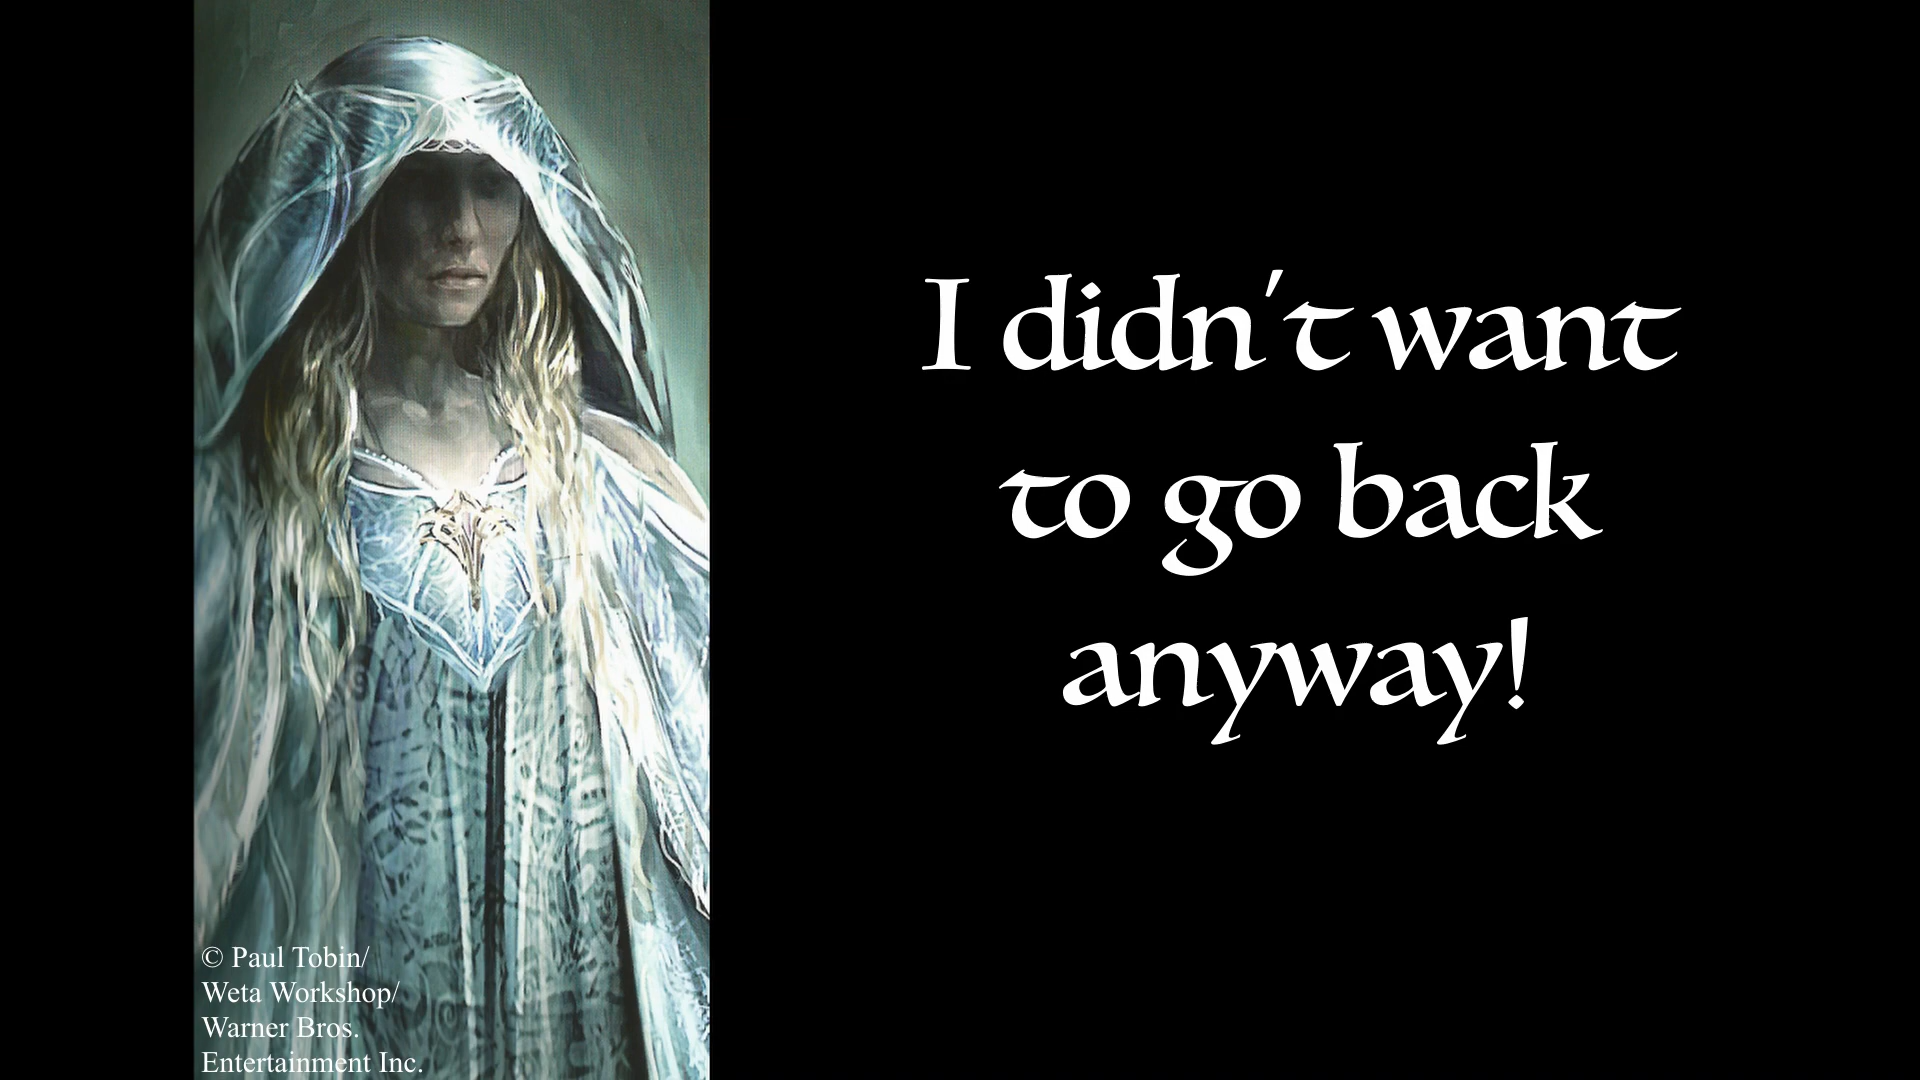 I didn't want
to go back
anyway!
© Paul Tobin/
Weta Workshop/
Warner Bros.
Entertainment Inc.